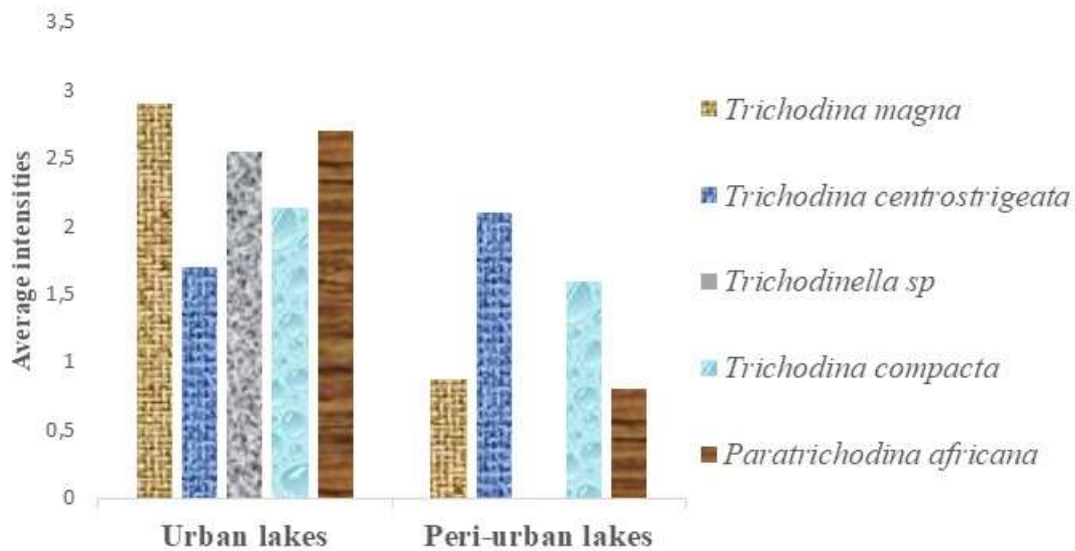 3,5
3
2,5
2
1,5
1
0,5
0
Average intensities
Urban lakes
Peri-urban lakes
Trichodina magna
Trichodina centrostrigeata
Trichodinella sp
Trichodina compacta
Paratrichodina africana